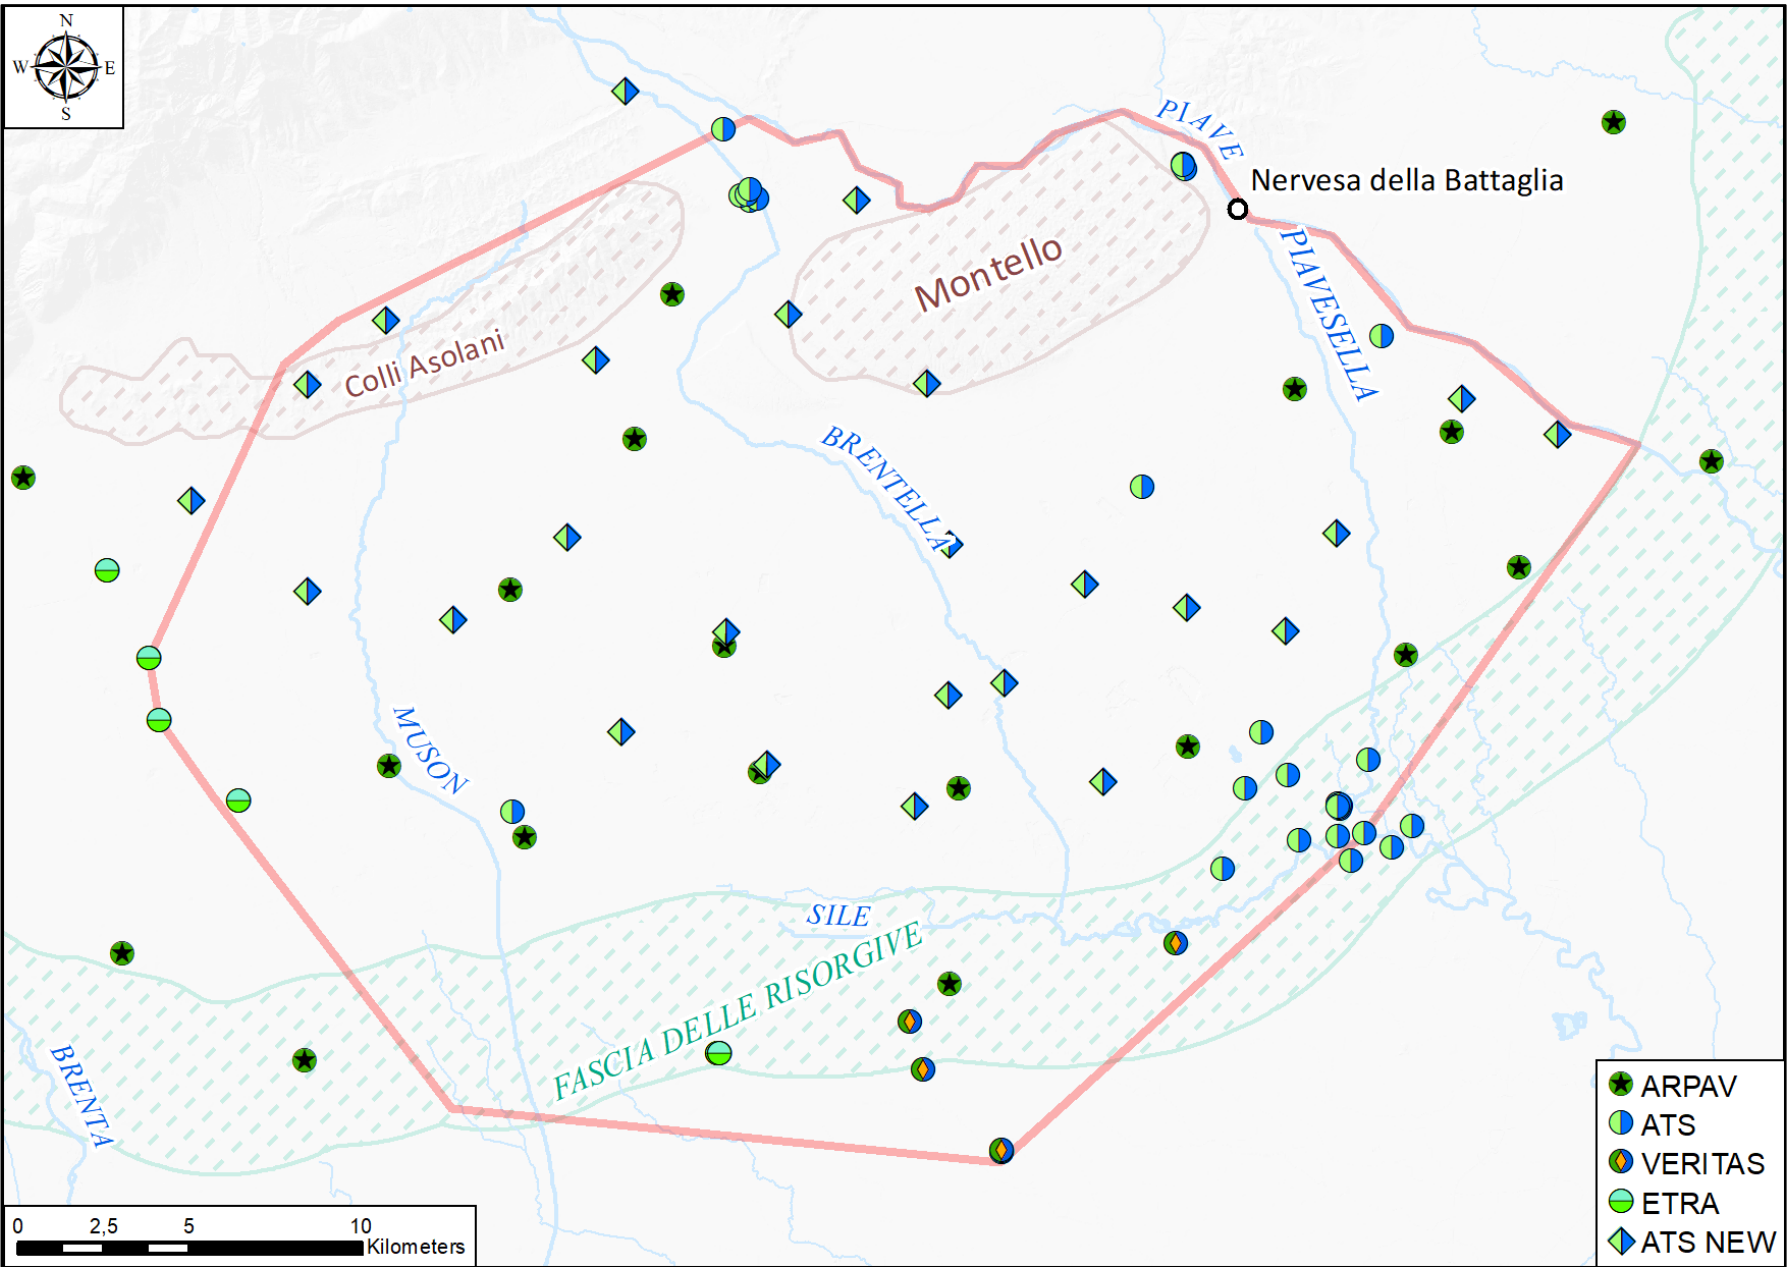 N
W E
S
PIAVE
Nervesa della Battaglia
Montello
PIAVESELLA
Colli Asolani
BRENTELLA
MUSON
SILE
FASCIA DELLE RISORGIVE
BRENTA
ARPAV
ATS
VERITAS
ETRA
ATS NEW
0 2,5 5 10
Kilometers